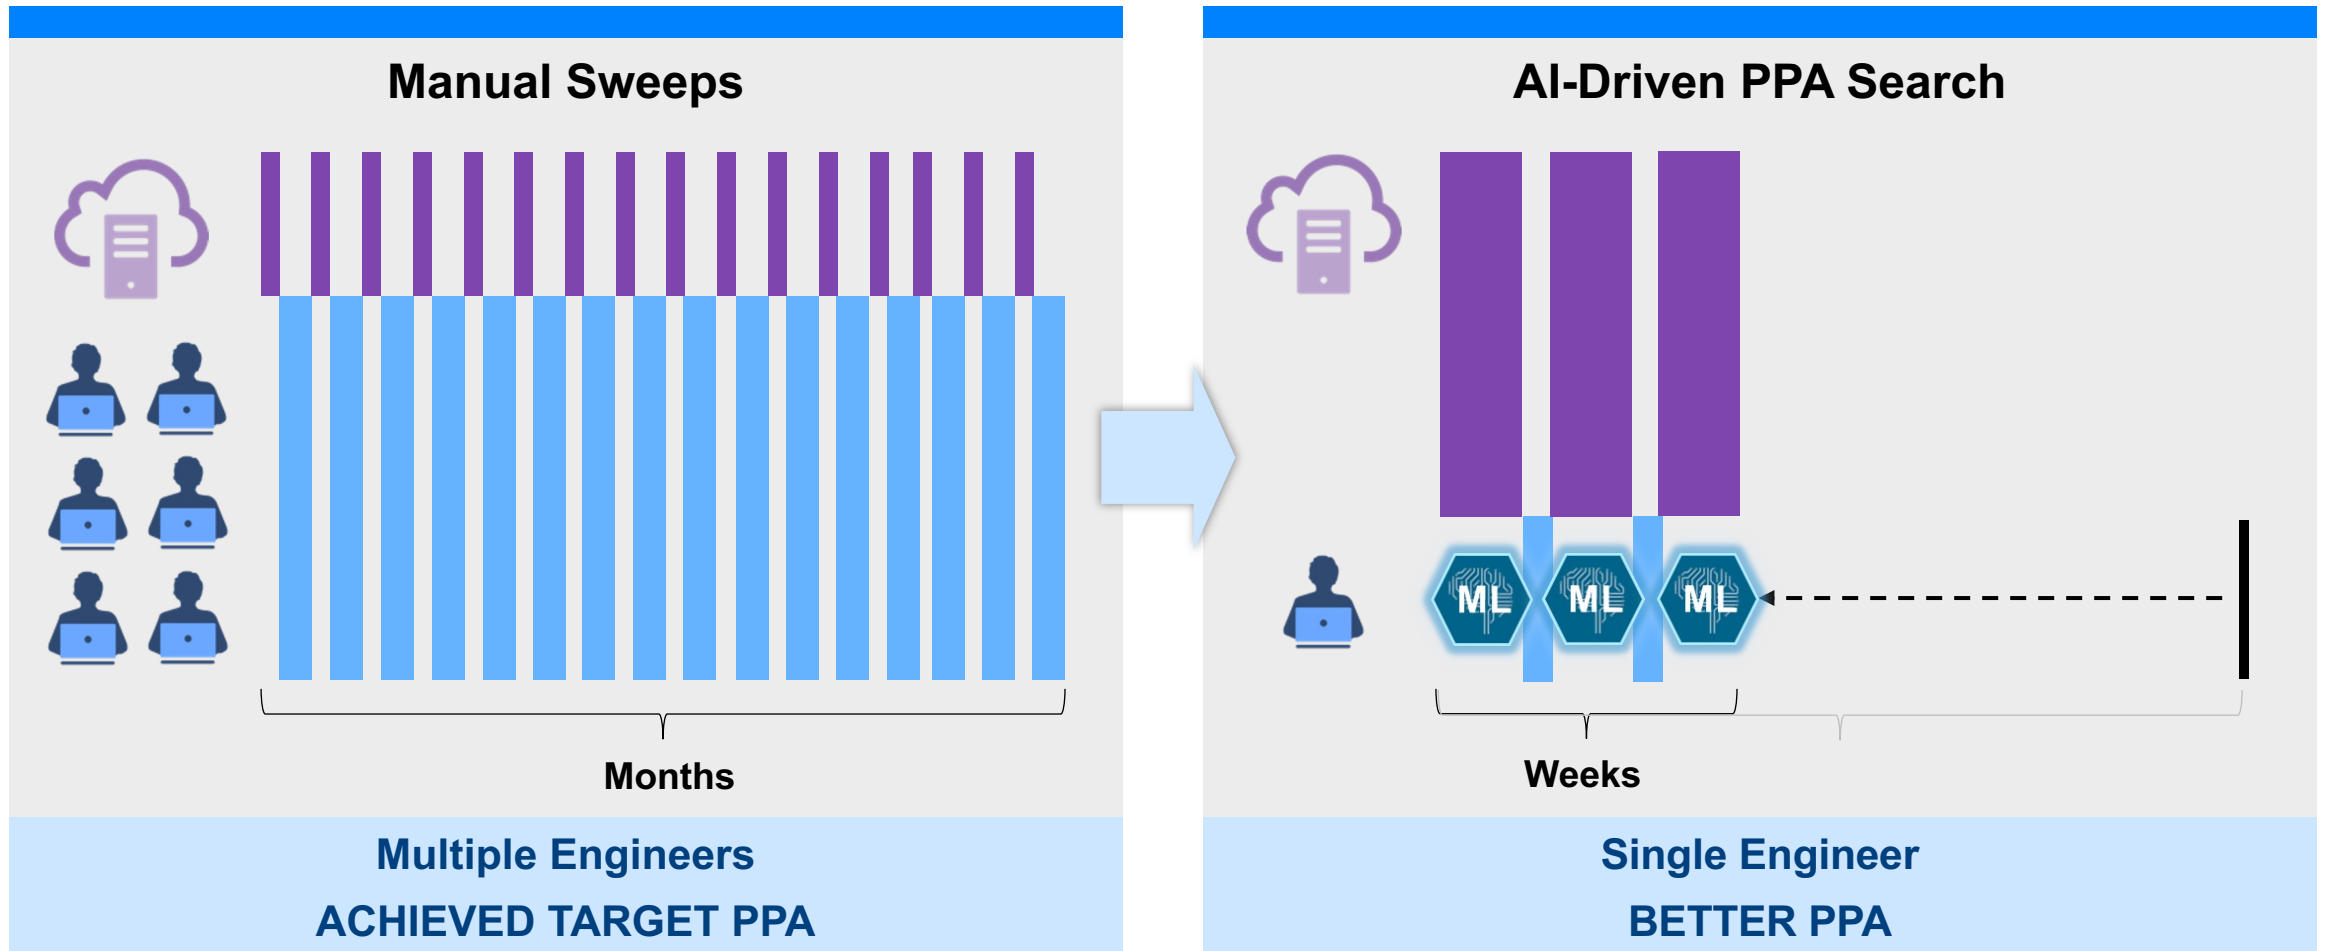 Manual Sweeps
Months
Multiple Engineers
ACHIEVED TARGET PPA
AI-Driven PPA Search
ML
ML
ML
Weeks
Single Engineer
BETTER PPA